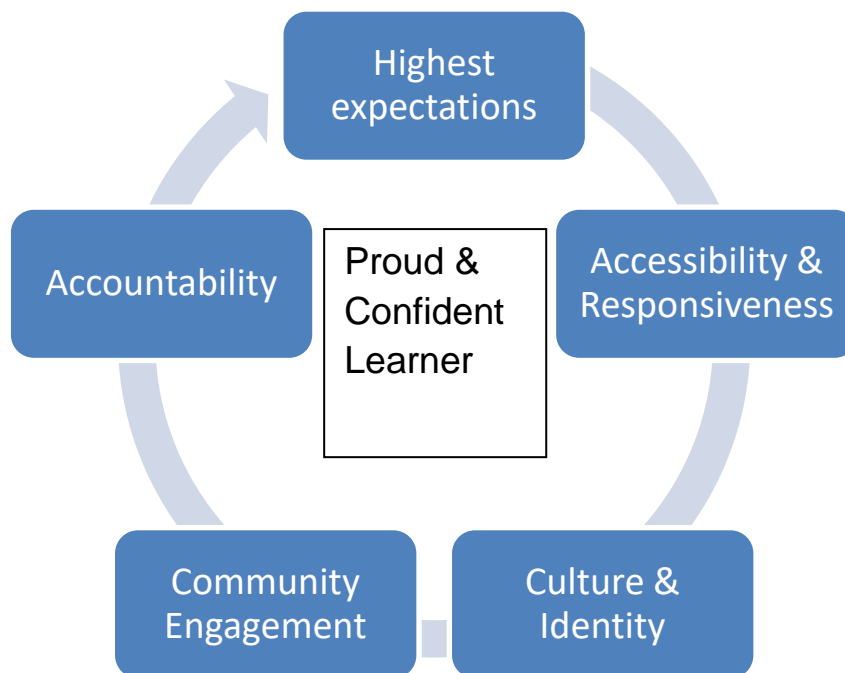 Highest
expectations
Accessibility &
Responsiveness
Culture &
Identity
Community
Engagement
Accountability
Proud &
Confident
Learner